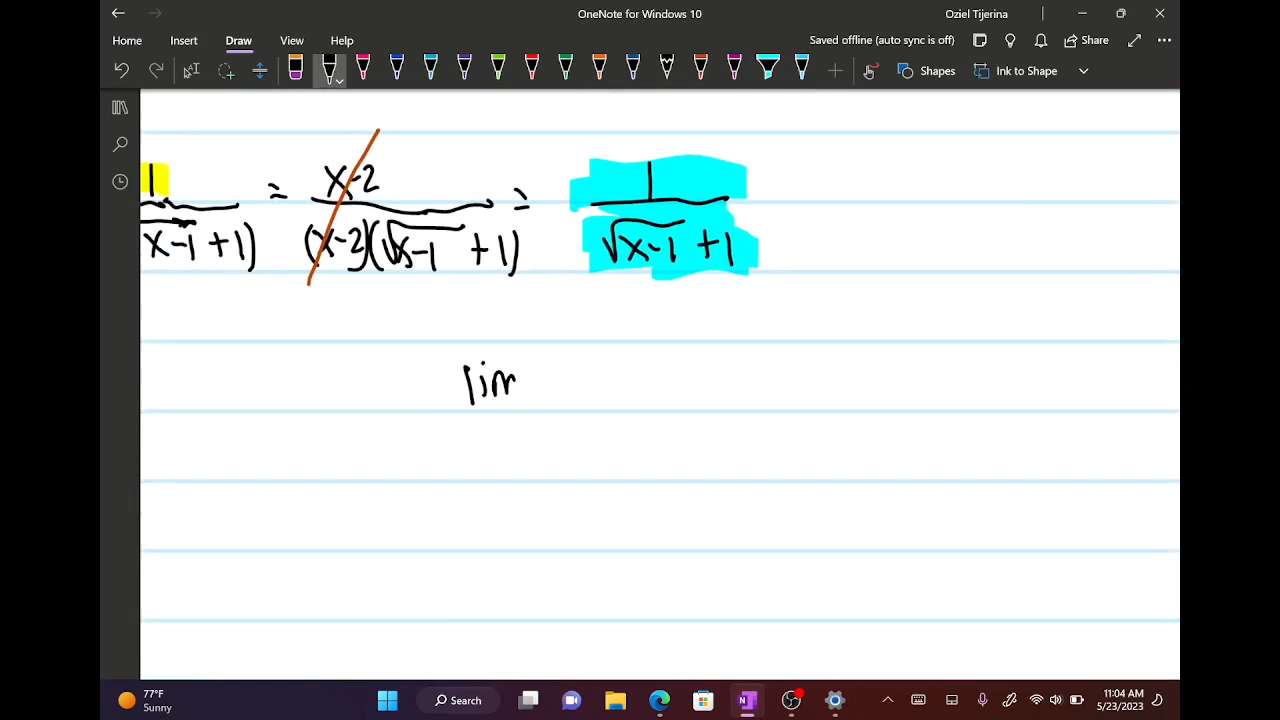 OneNote for Windows 10
Oziel Tijerina
Home Insert Draw View Help
Saved offline (auto sync is off)
Share
Shapes
Ink to Shape
1 = x-2 = 1
x-1 + 1) (x-2)(√x-1 + 1) √x-1 + 1
lim
77°F
Sunny
Search
11:04 AM
5/23/2023